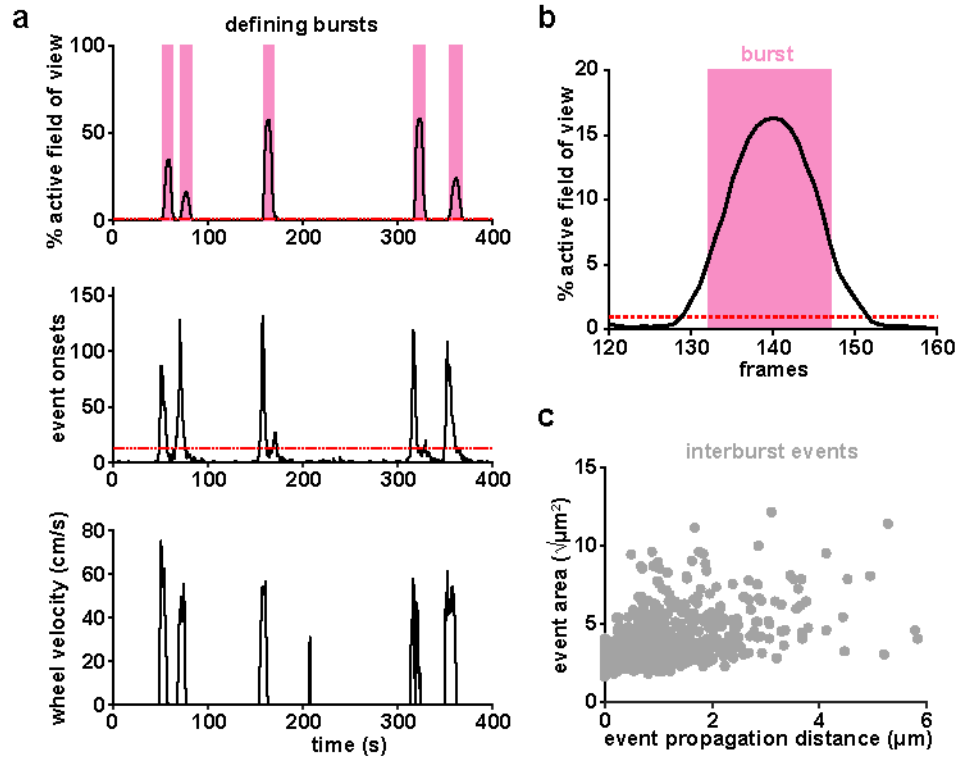 a
defining bursts
% active field of view
100
50
0
0 100 200 300 400
event onsets
150
100
50
0
0 100 200 300 400
wheel velocity (cm/s)
80
60
40
20
0
0 100 200 300 400
time (s)
b
burst
% active field of view
20
15
10
5
0
120 130 140 150 160
frames
c
interburst events
event area (√µm²)
15
10
5
0
0 2 4 6
event propagation distance (µm)